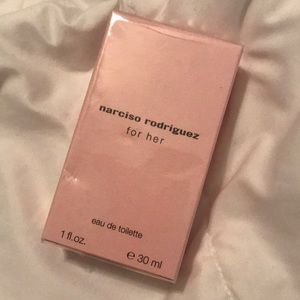 narciso rodriguez
for her
eau de toilette
1 fl.oz. e 30 ml